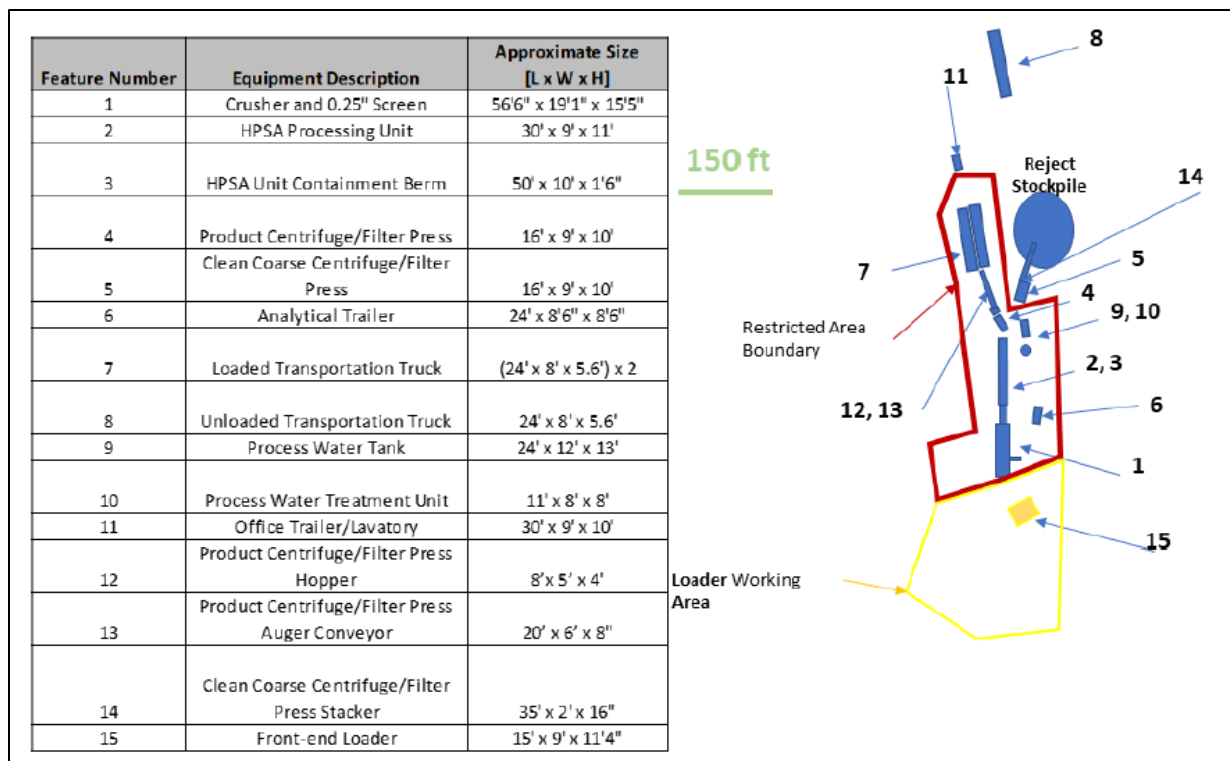 Feature Number Equipment Description Approximate Size
[L x W x H]
1 Crusher and 0.25" Screen 56'6" x 19'1" x 15'5"
2 HPSA Processing Unit 30' x 9' x 11'
3 HPSA Unit Containment Berm 50' x 10' x 1'6"
4 Product Centrifuge/Filter Press 16' x 9' x 10'
Clean Coarse Centrifuge/Filter
5 Press 16' x 9' x 10'
6 Analytical Trailer 24' x 8'6" x 8'6"
7 Loaded Transportation Truck (24' x 8' x 5.6') x 2
8 Unloaded Transportation Truck 24' x 8' x 5.6'
9 Process Water Tank 24' x 12' x 13'
10 Process Water Treatment Unit 11' x 8' x 8'
11 Office Trailer/Lavatory 30' x 9' x 10'
Product Centrifuge/Filter Press
12 Hopper 8'x 5' x 4'
Product Centrifuge/Filter Press
13 Auger Conveyor 20' x 6' x 8"
Clean Coarse Centrifuge/Filter
14 Press Stacker 35' x 2' x 16"
15 Front-end Loader 15' x 9' x 11'4"
150 ft
8
11
Reject
Stockpile
14
7
5
4
9, 10
Restricted Area
Boundary
2, 3
12, 13
6
1
15
Loader Working
Area